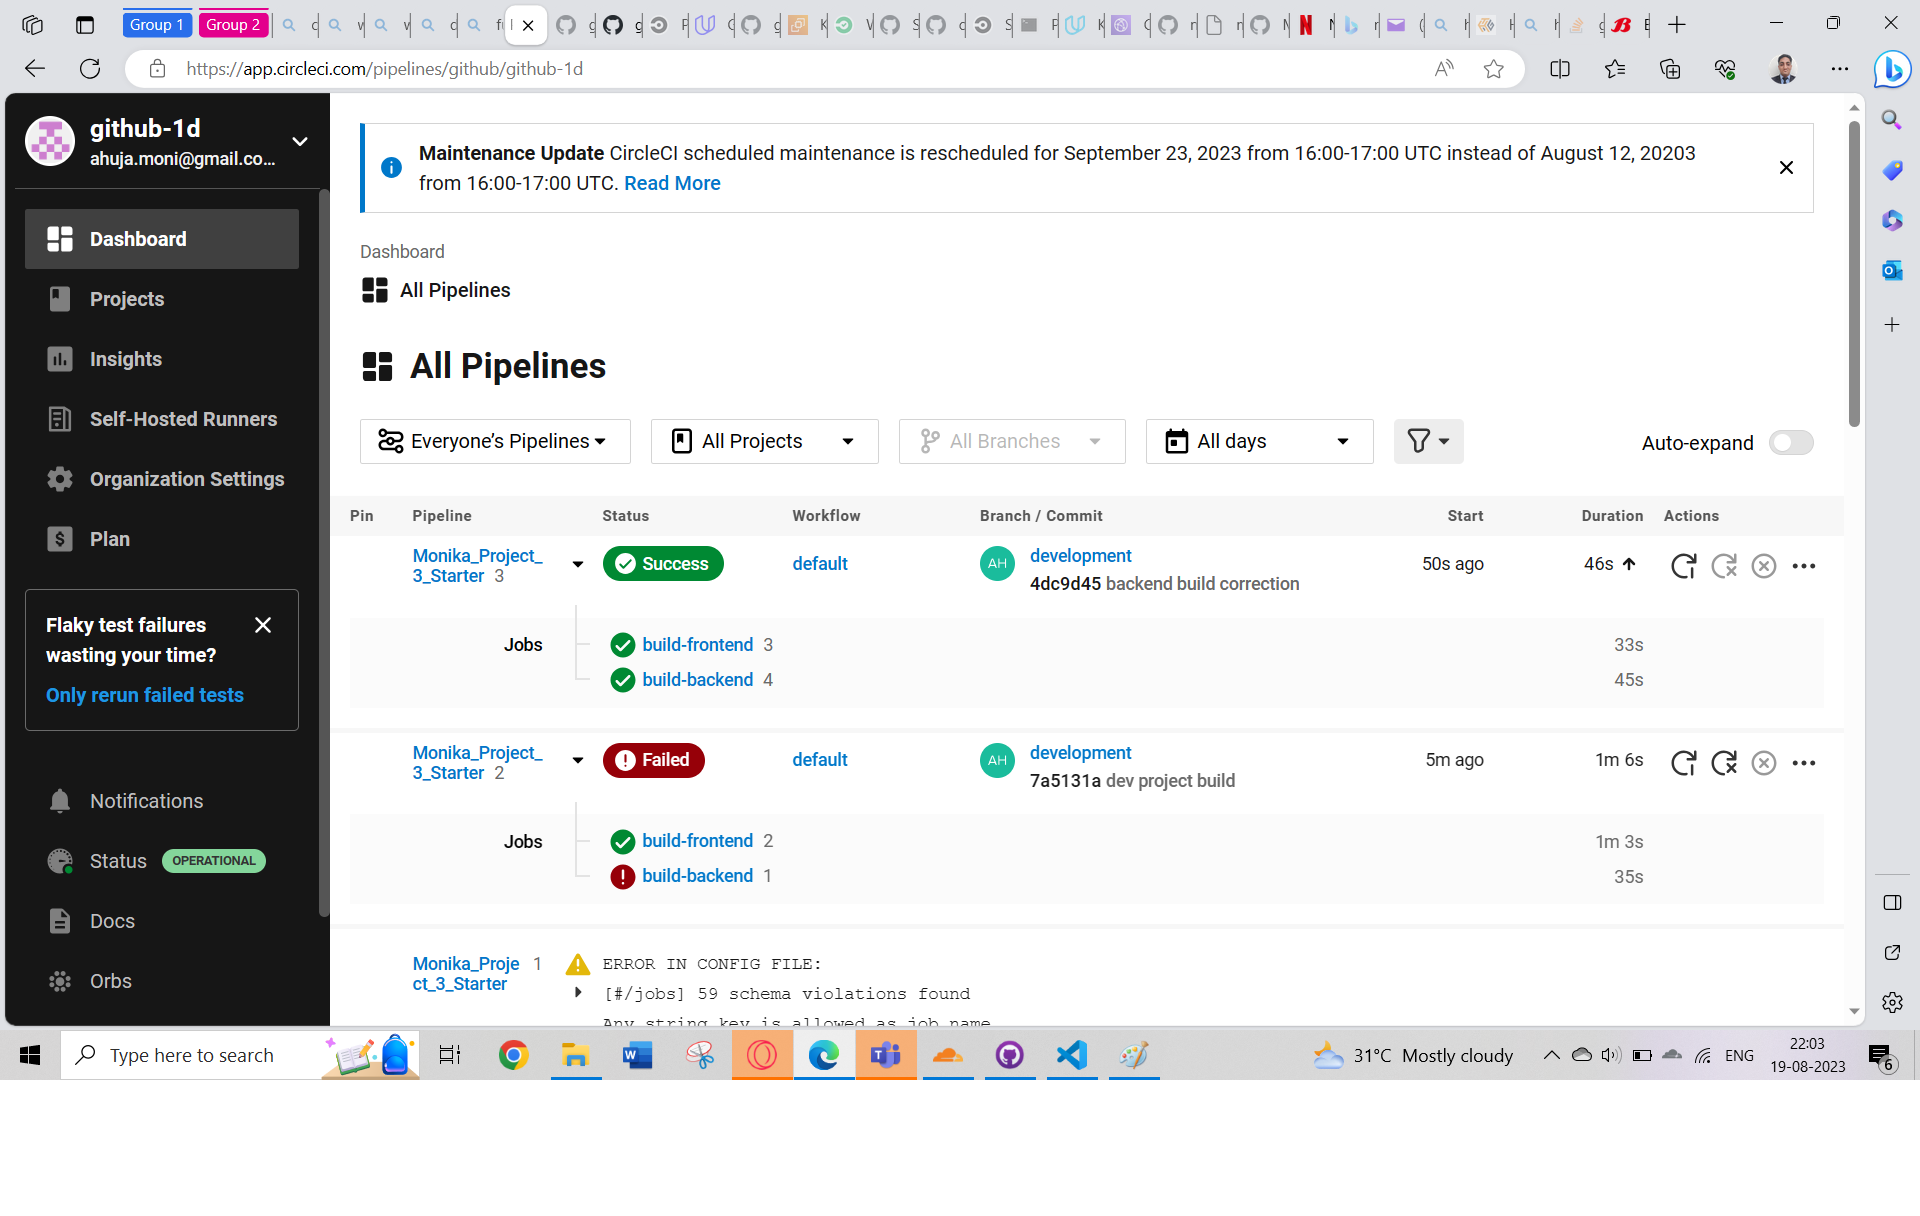 Group 1
Group 2
https://app.circleci.com/pipelines/github/github-1d
github-1d
ahuja.moni@gmail.co...
Dashboard
Projects
Insights
Self-Hosted Runners
Organization Settings
Plan
Flaky test failures
wasting your time?
Only rerun failed tests
Notifications
Status OPERATIONAL
Docs
Orbs
Maintenance Update CircleCI scheduled maintenance is rescheduled for September 23, 2023 from 16:00-17:00 UTC instead of August 12, 20203
from 16:00-17:00 UTC. Read More
Dashboard
All Pipelines
All Pipelines
Everyone's Pipelines
All Projects
All Branches
All days
Auto-expand
Pin Pipeline Status Workflow Branch / Commit Start Duration Actions
Monika_Project_
3_Starter 3
Success
default
AH
development
4dc9d45 backend build correction
50s ago
46s
Jobs
build-frontend 3
33s
build-backend 4
45s
Monika_Project_
3_Starter 2
Failed
default
AH
development
7a5131a dev project build
5m ago
1m 6s
Jobs
build-frontend 2
1m 3s
build-backend 1
35s
Monika_Proje
ct_3_Starter
1
ERROR IN CONFIG FILE:
[#/jobs] 59 schema violations found
Any string key is allowed as job name
Type here to search
31°C Mostly cloudy
ENG
22:03
19-08-2023
6